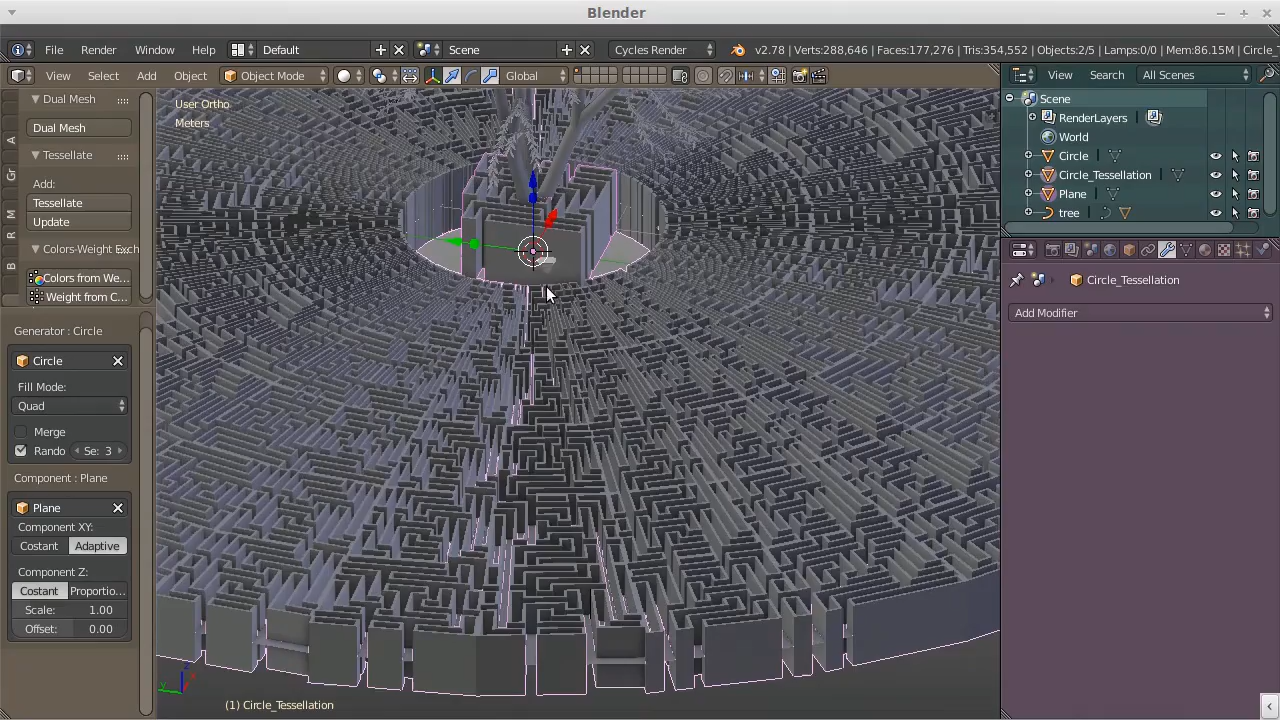 Blender
File Render Window Help Default Scene Cycles Render v2.78 | Verts:288,646 | Faces:177,276 | Tris:354,552 | Objects:2/5 | Lamps:0/0 | Mem:86.15M | Circle_
View Select Add Object Object Mode Global View Search All Scenes
Dual Mesh
Dual Mesh
Tessellate
Add:
Tessellate
Update
Colors-Weight Exch
Colors from We...
Weight from C...
A
Gr
M
R
B
Generator : Circle
Circle
Fill Mode:
Quad
Merge
Rando Se: 3
Component : Plane
Plane
Component XY:
Costant Adaptive
Component Z:
Costant Proportio...
Scale: 1.00
Offset: 0.00
User Ortho
Meters
(1) Circle_Tessellation
Scene
RenderLayers
World
Circle
Circle_Tessellation
Plane
tree
Circle_Tessellation
Add Modifier